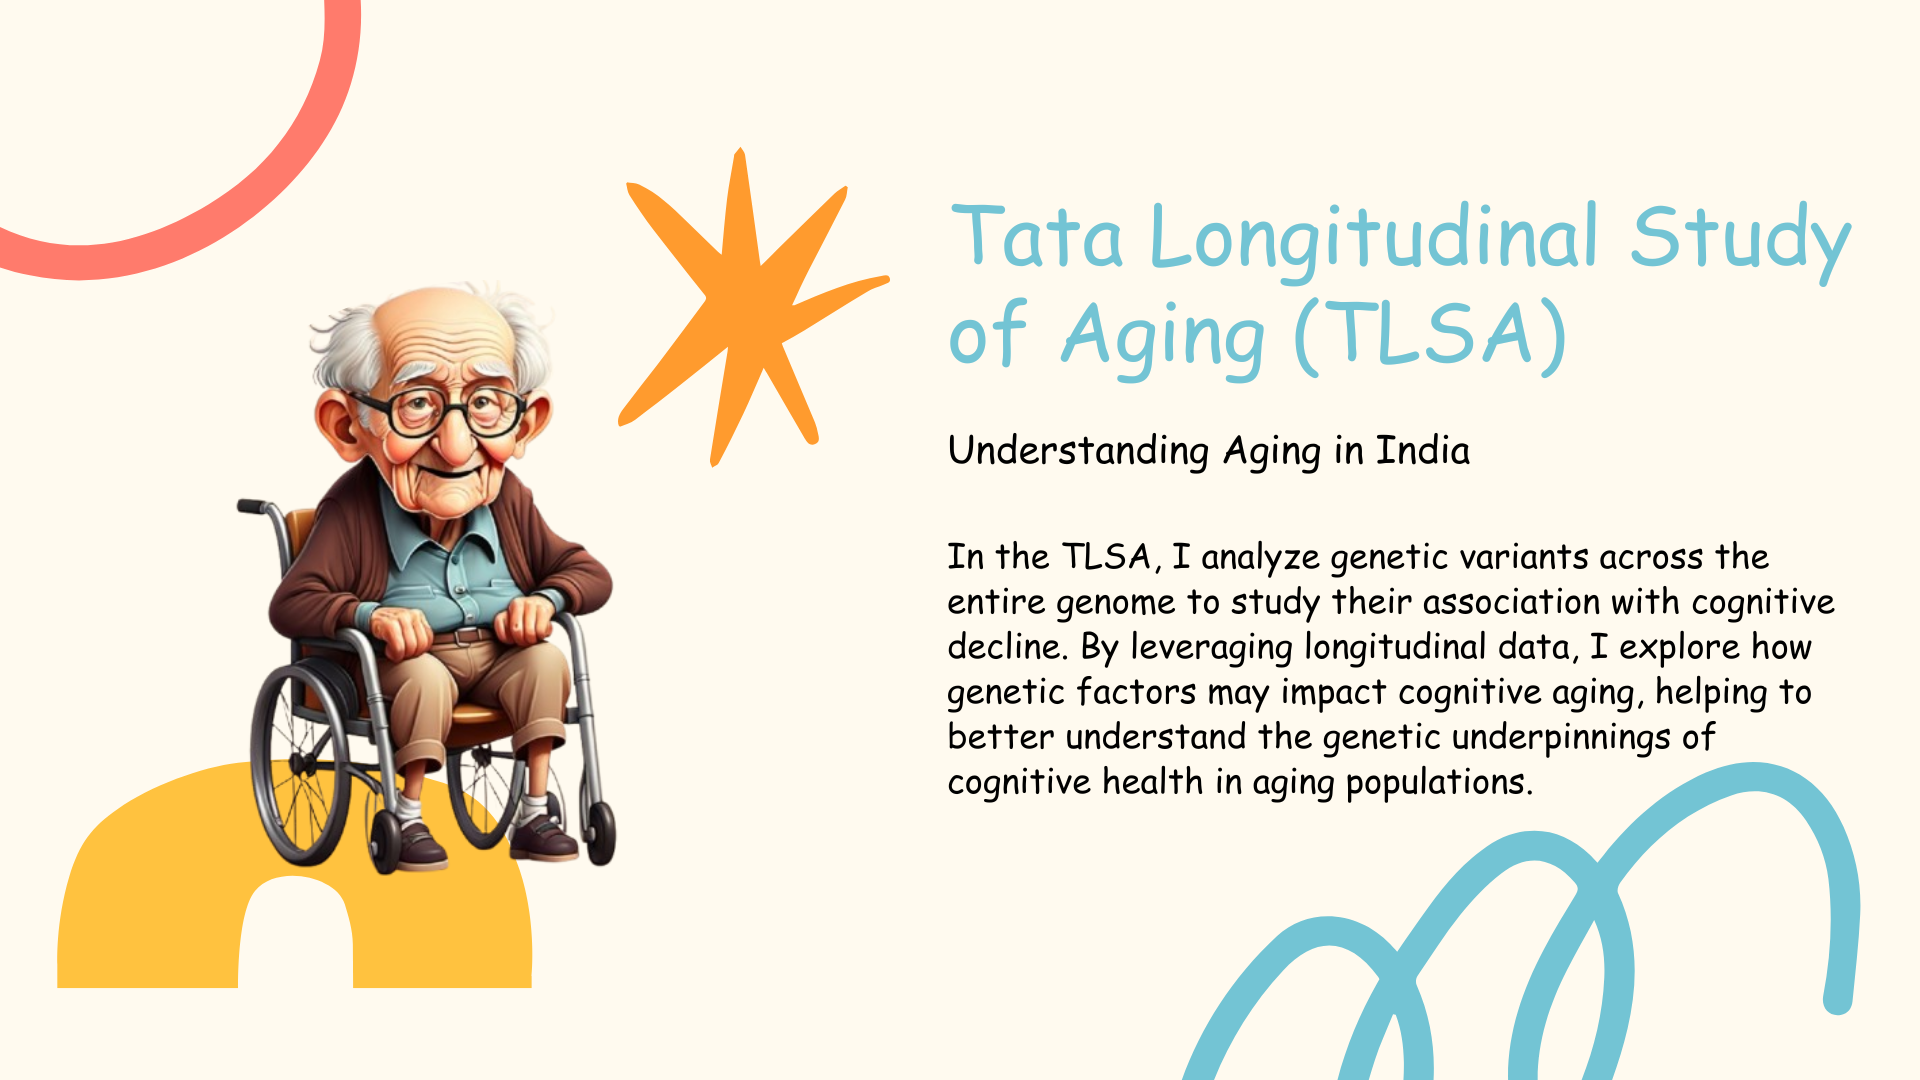 Tata Longitudinal Study
of Aging (TLSA)
Understanding Aging in India
In the TLSA, I analyze genetic variants across the
entire genome to study their association with cognitive
decline. By leveraging longitudinal data, I explore how
genetic factors may impact cognitive aging, helping to
better understand the genetic underpinnings of
cognitive health in aging populations.